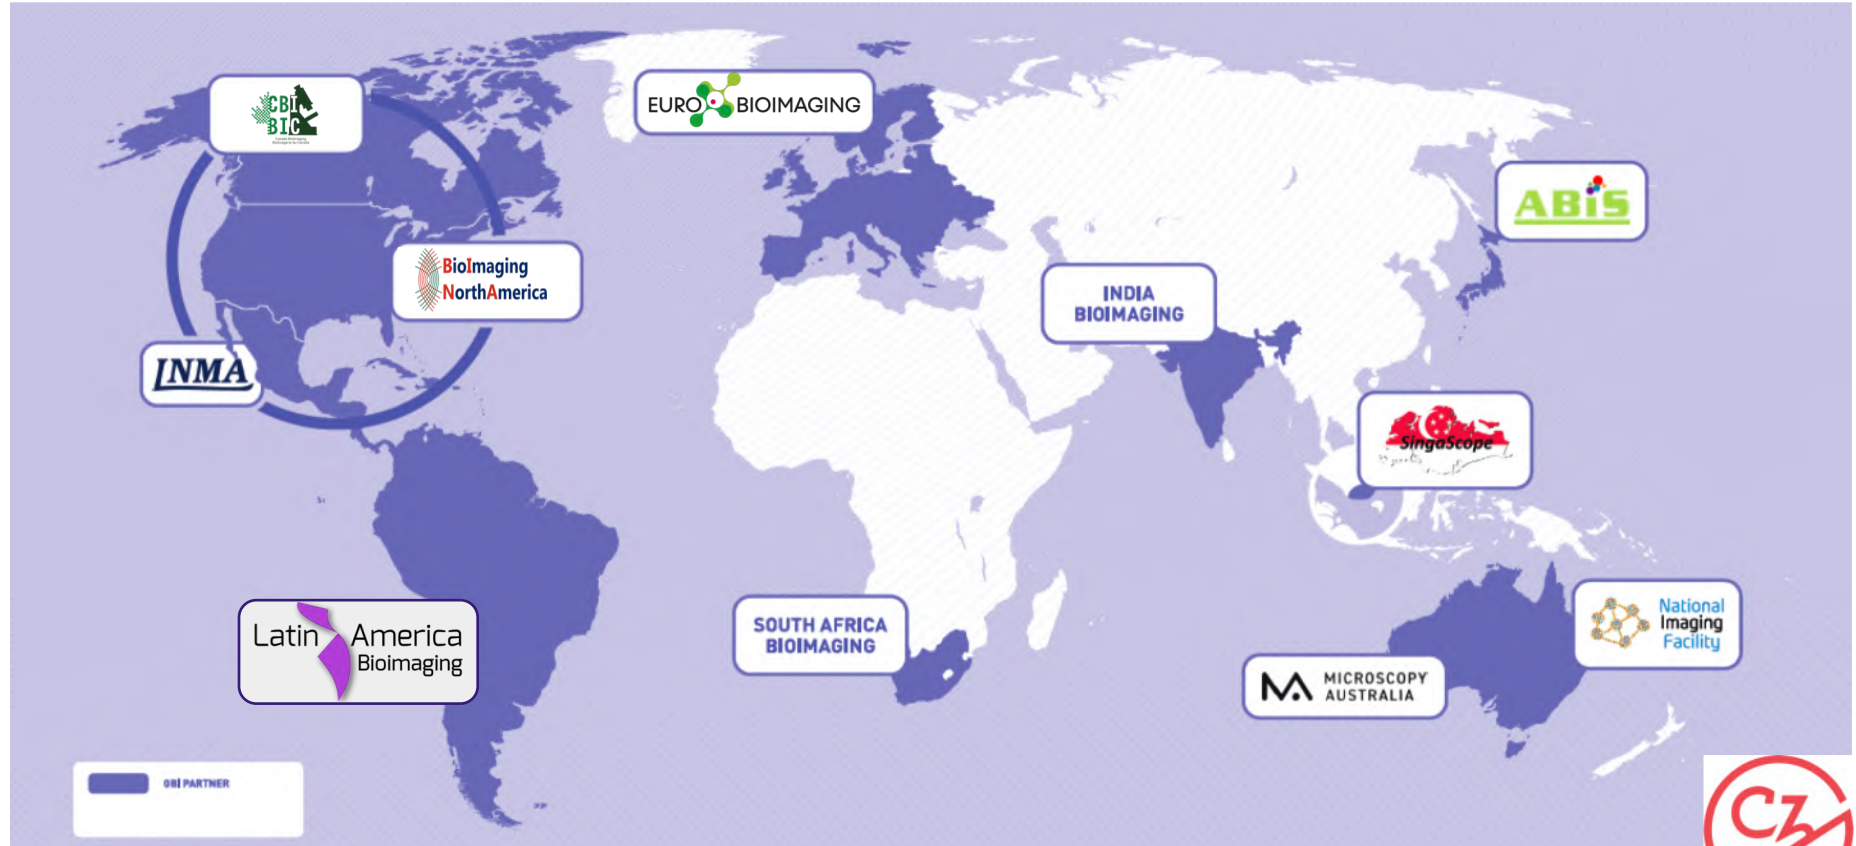 CBI
BIC
EURO BIOIMAGING
ABiS
BioImaging
NorthAmerica
INDIA
BIOIMAGING
LNMA
SingaScope
Latin America
Bioimaging
SOUTH AFRICA
BIOIMAGING
National
Imaging
Facility
MICROSCOPY
AUSTRALIA
GBI PARTNER
CZ